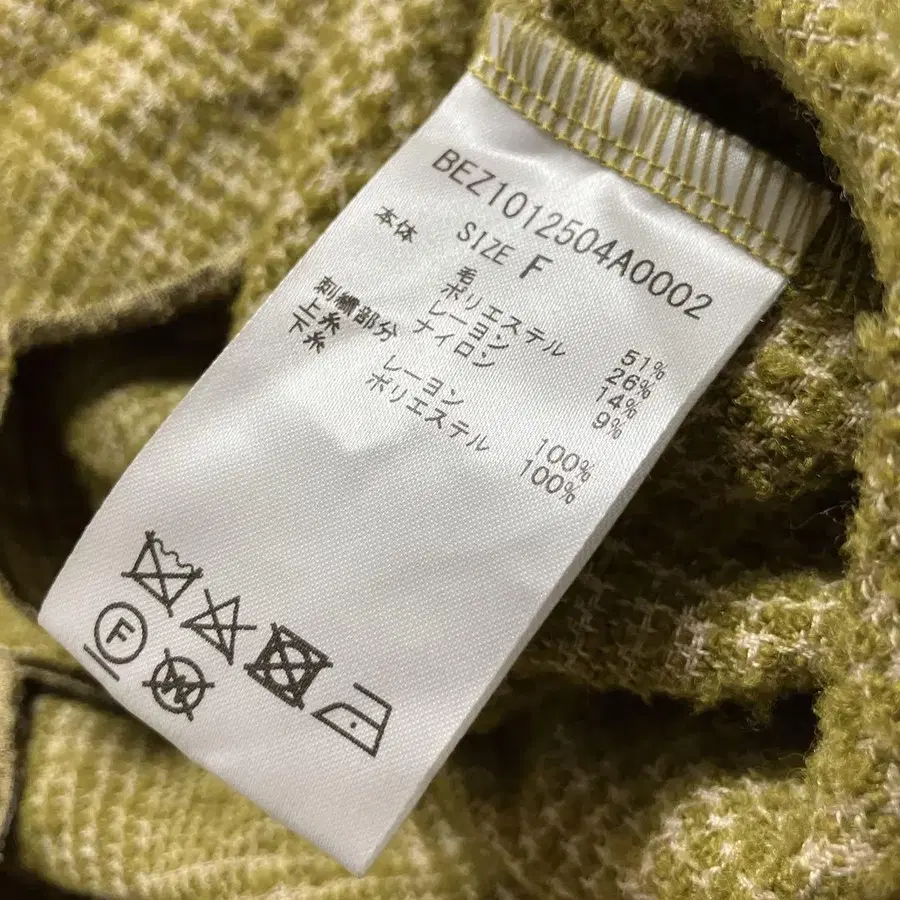 BEZ1012504A0002
SIZE F
本体 毛 51%
ポリエステル 26%
レーヨン 14%
ナイロン 9%
刺繍部分
上糸 レーヨン 100%
下糸 ポリエステル 100%
F
W